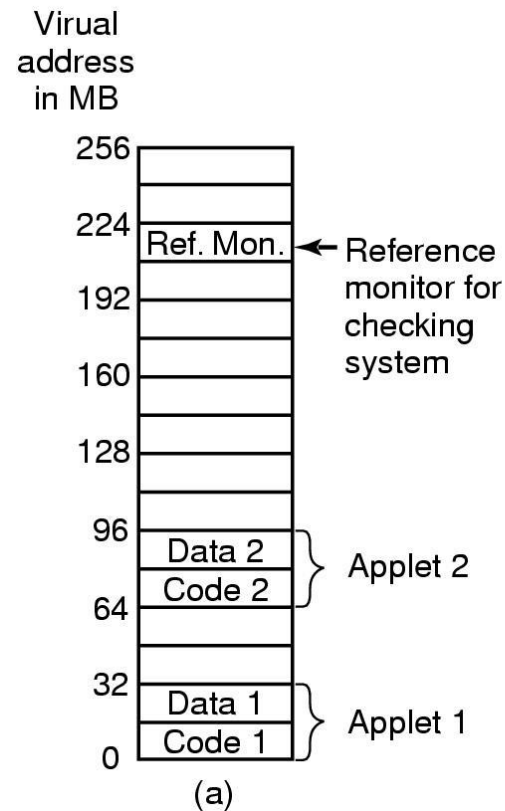 Virual
address
in MB
256
224
Ref. Mon.
Reference
monitor for
checking
system
192
160
128
96
Data 2
Code 2
Applet 2
64
32
Data 1
Code 1
Applet 1
0
(a)